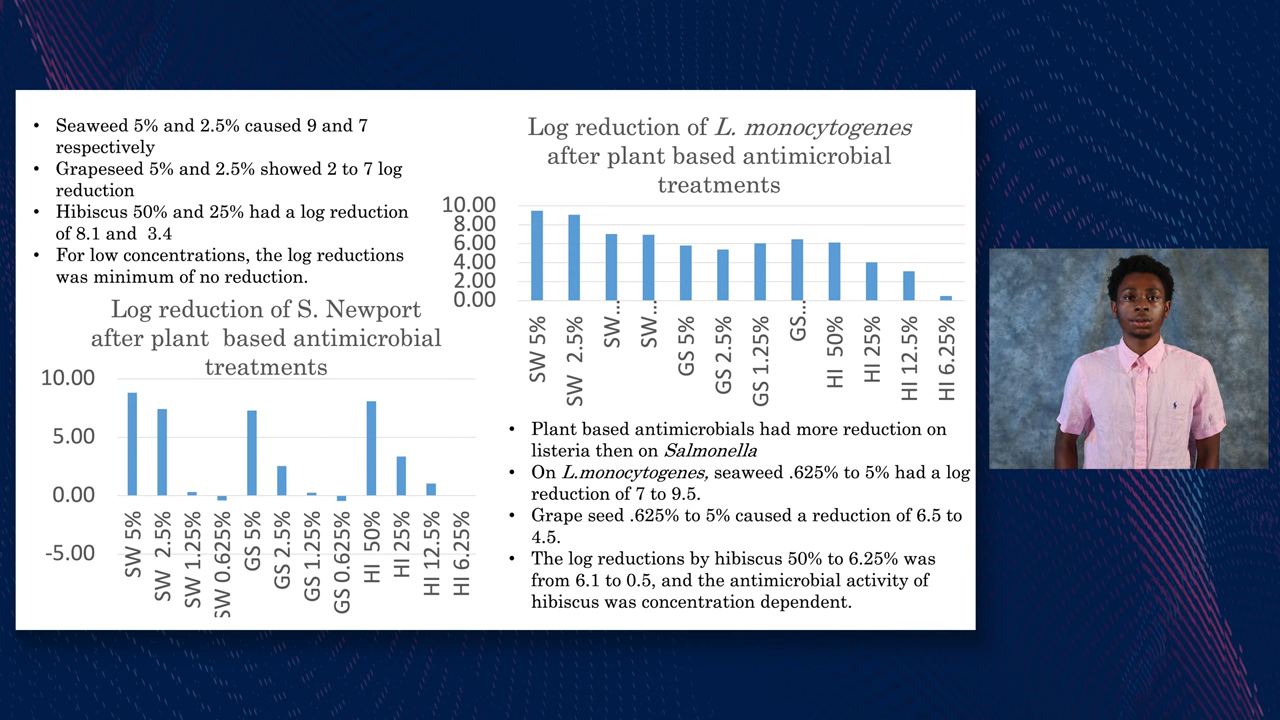 • Seaweed 5% and 2.5% caused 9 and 7
respectively
• Grapeseed 5% and 2.5% showed 2 to 7 log
reduction
• Hibiscus 50% and 25% had a log reduction
of 8.1 and 3.4
• For low concentrations, the log reductions
was minimum of no reduction.
Log reduction of S. Newport
after plant based antimicrobial
treatments
10.00
5.00
0.00
-5.00
SW 5%
SW 2.5%
SW 1.25%
SW 0.625%
GS 5%
GS 2.5%
GS 1.25%
GS 0.625%
HI 50%
HI 25%
HI 12.5%
HI 6.25%
Log reduction of L. monocytogenes
after plant based antimicrobial
treatments
10.00
8.00
6.00
4.00
2.00
0.00
SW 5%
SW 2.5%
SW...
SW...
GS 5%
GS 2.5%
GS 1.25%
GS...
HI 50%
HI 25%
HI 12.5%
HI 6.25%
• Plant based antimicrobials had more reduction on
listeria then on Salmonella
• On L.monocytogenes, seaweed .625% to 5% had a log
reduction of 7 to 9.5.
• Grape seed .625% to 5% caused a reduction of 6.5 to
4.5.
• The log reductions by hibiscus 50% to 6.25% was
from 6.1 to 0.5, and the antimicrobial activity of
hibiscus was concentration dependent.